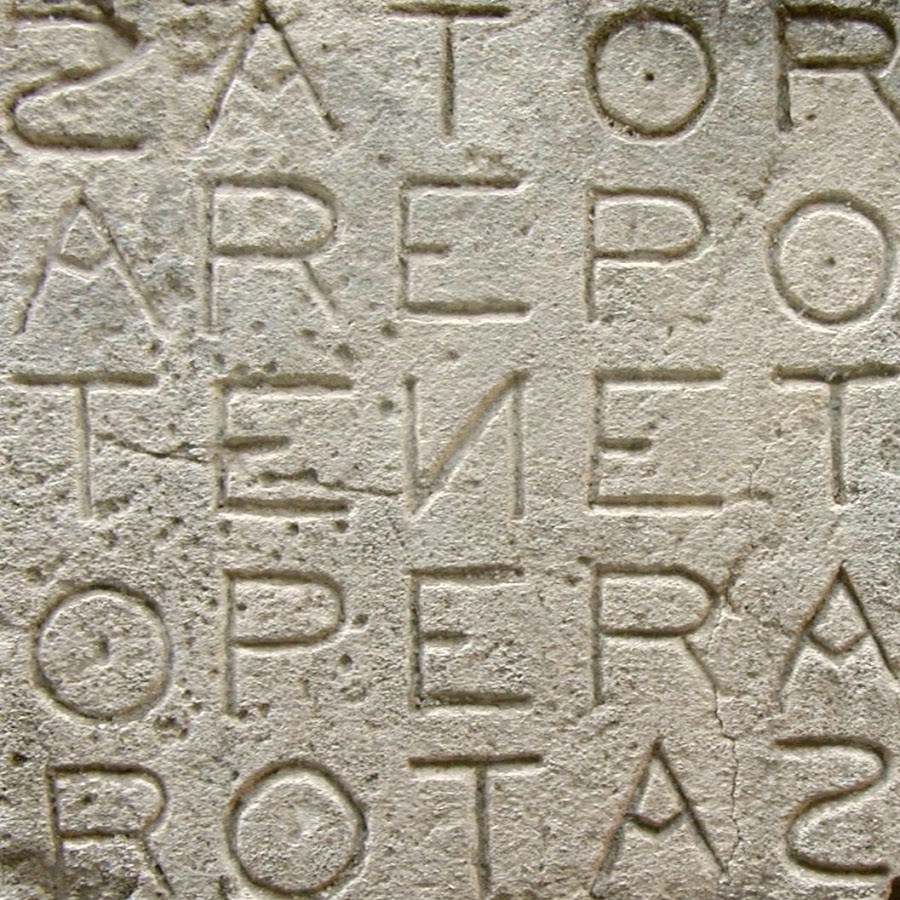 SATOR
AREPO
TENET
OPERA
ROTAS